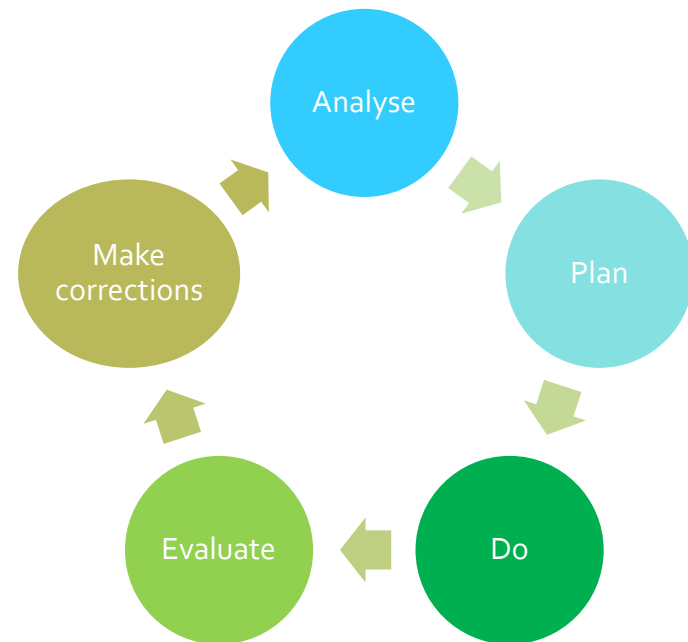 Analyse
Plan
Do
Evaluate
Make
corrections